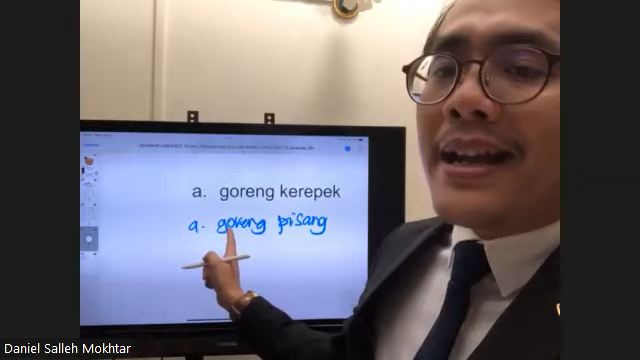 a. goreng kerepek
a. goreng pisang
Daniel Salleh Mokhtar